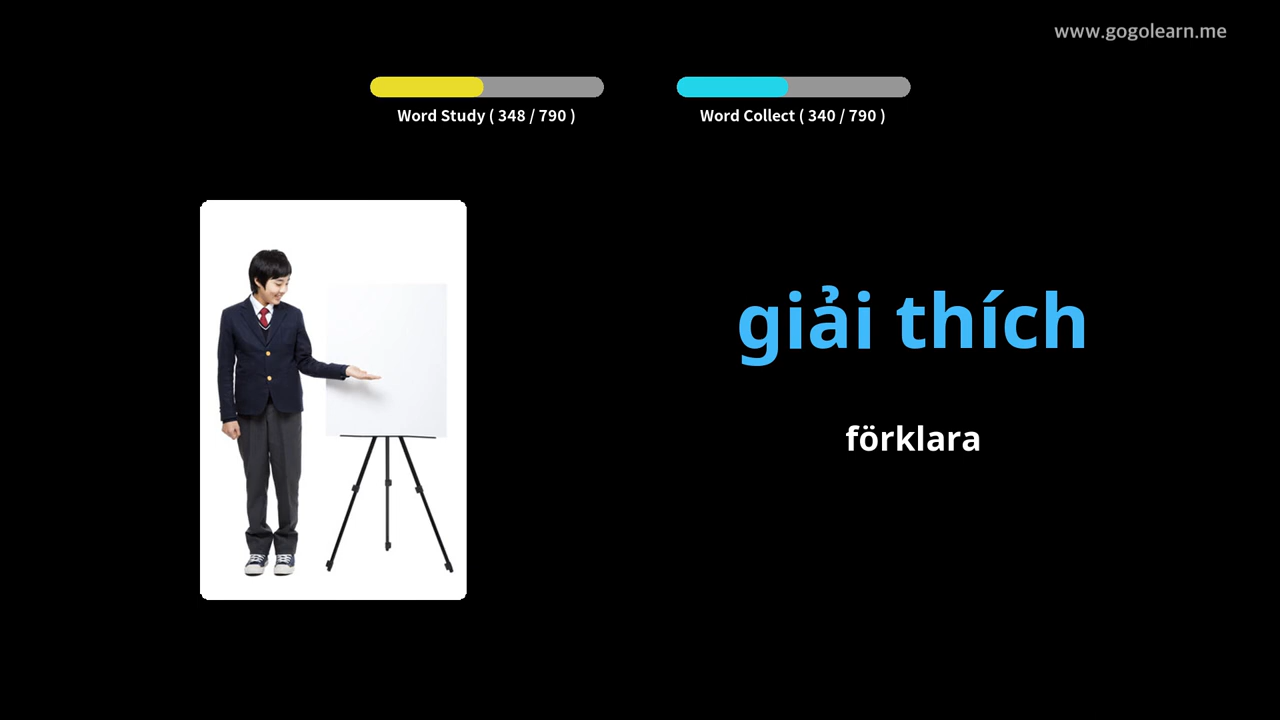 www.gogolearn.me
Word Study ( 348 / 790 )
Word Collect ( 340 / 790 )
giải thích
förklara